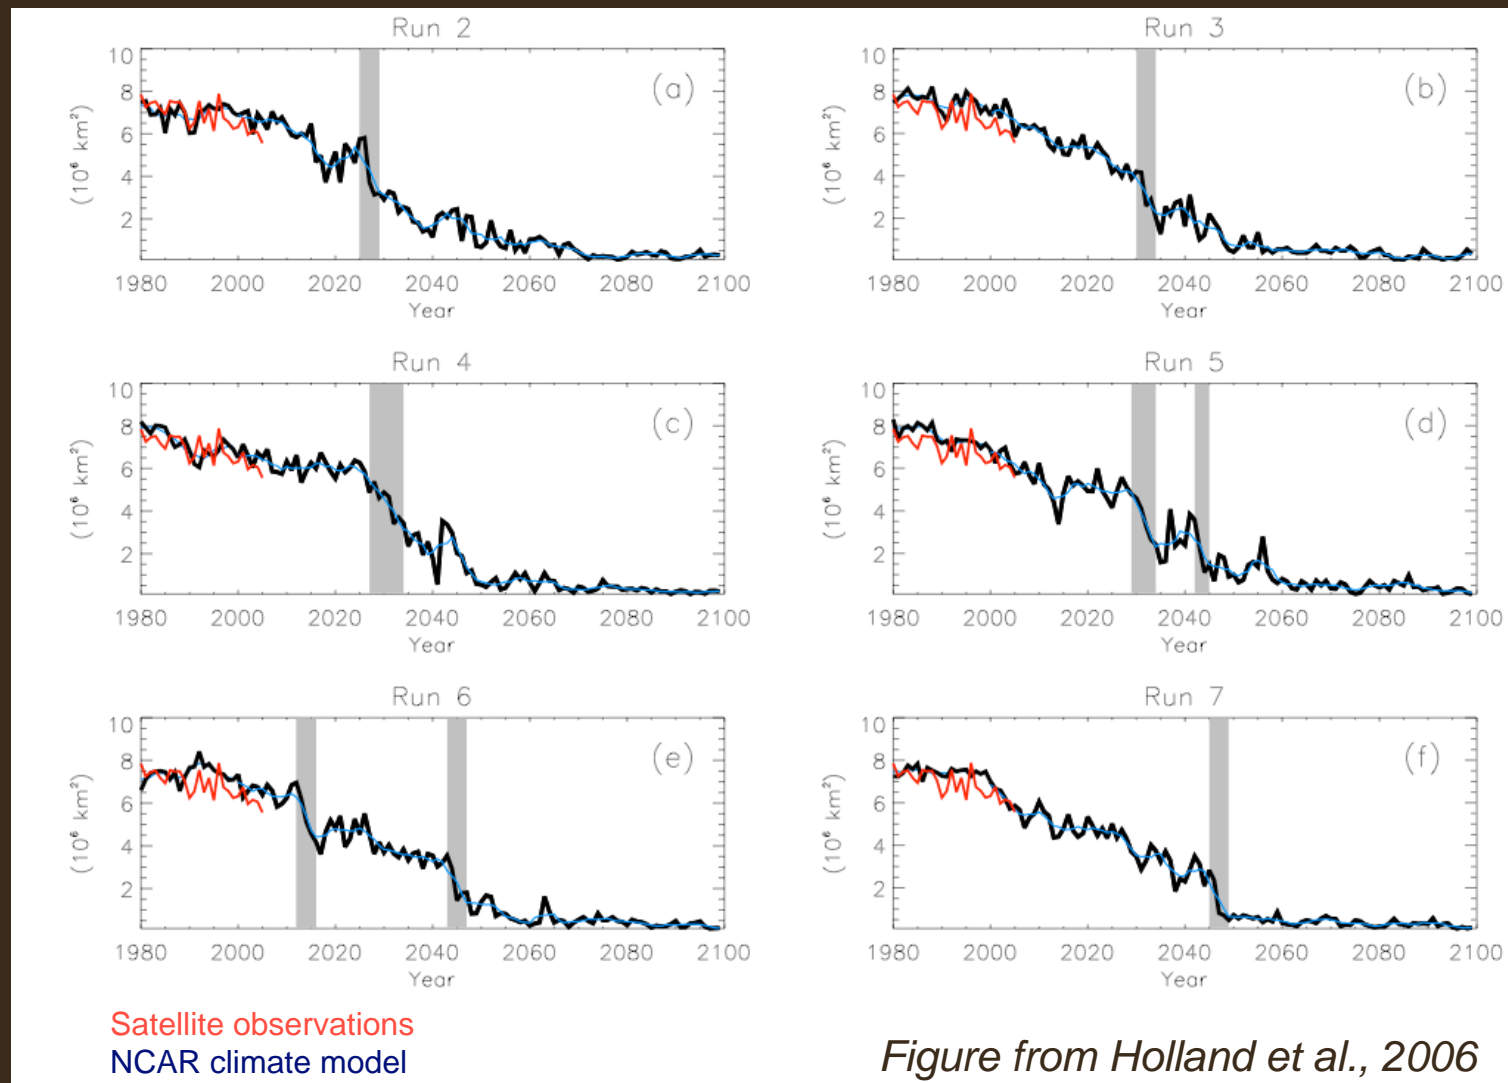 Run 2
(a)
10
8
6
4
2
(10⁶ km²)
1980 2000 2020 2040 2060 2080 2100
Year
Run 3
(b)
10
8
6
4
2
(10⁶ km²)
1980 2000 2020 2040 2060 2080 2100
Year
Run 4
(c)
10
8
6
4
2
(10⁶ km²)
1980 2000 2020 2040 2060 2080 2100
Year
Run 5
(d)
10
8
6
4
2
(10⁶ km²)
1980 2000 2020 2040 2060 2080 2100
Year
Run 6
(e)
10
8
6
4
2
(10⁶ km²)
1980 2000 2020 2040 2060 2080 2100
Year
Run 7
(f)
10
8
6
4
2
(10⁶ km²)
1980 2000 2020 2040 2060 2080 2100
Year
Satellite observations
NCAR climate model
Figure from Holland et al., 2006